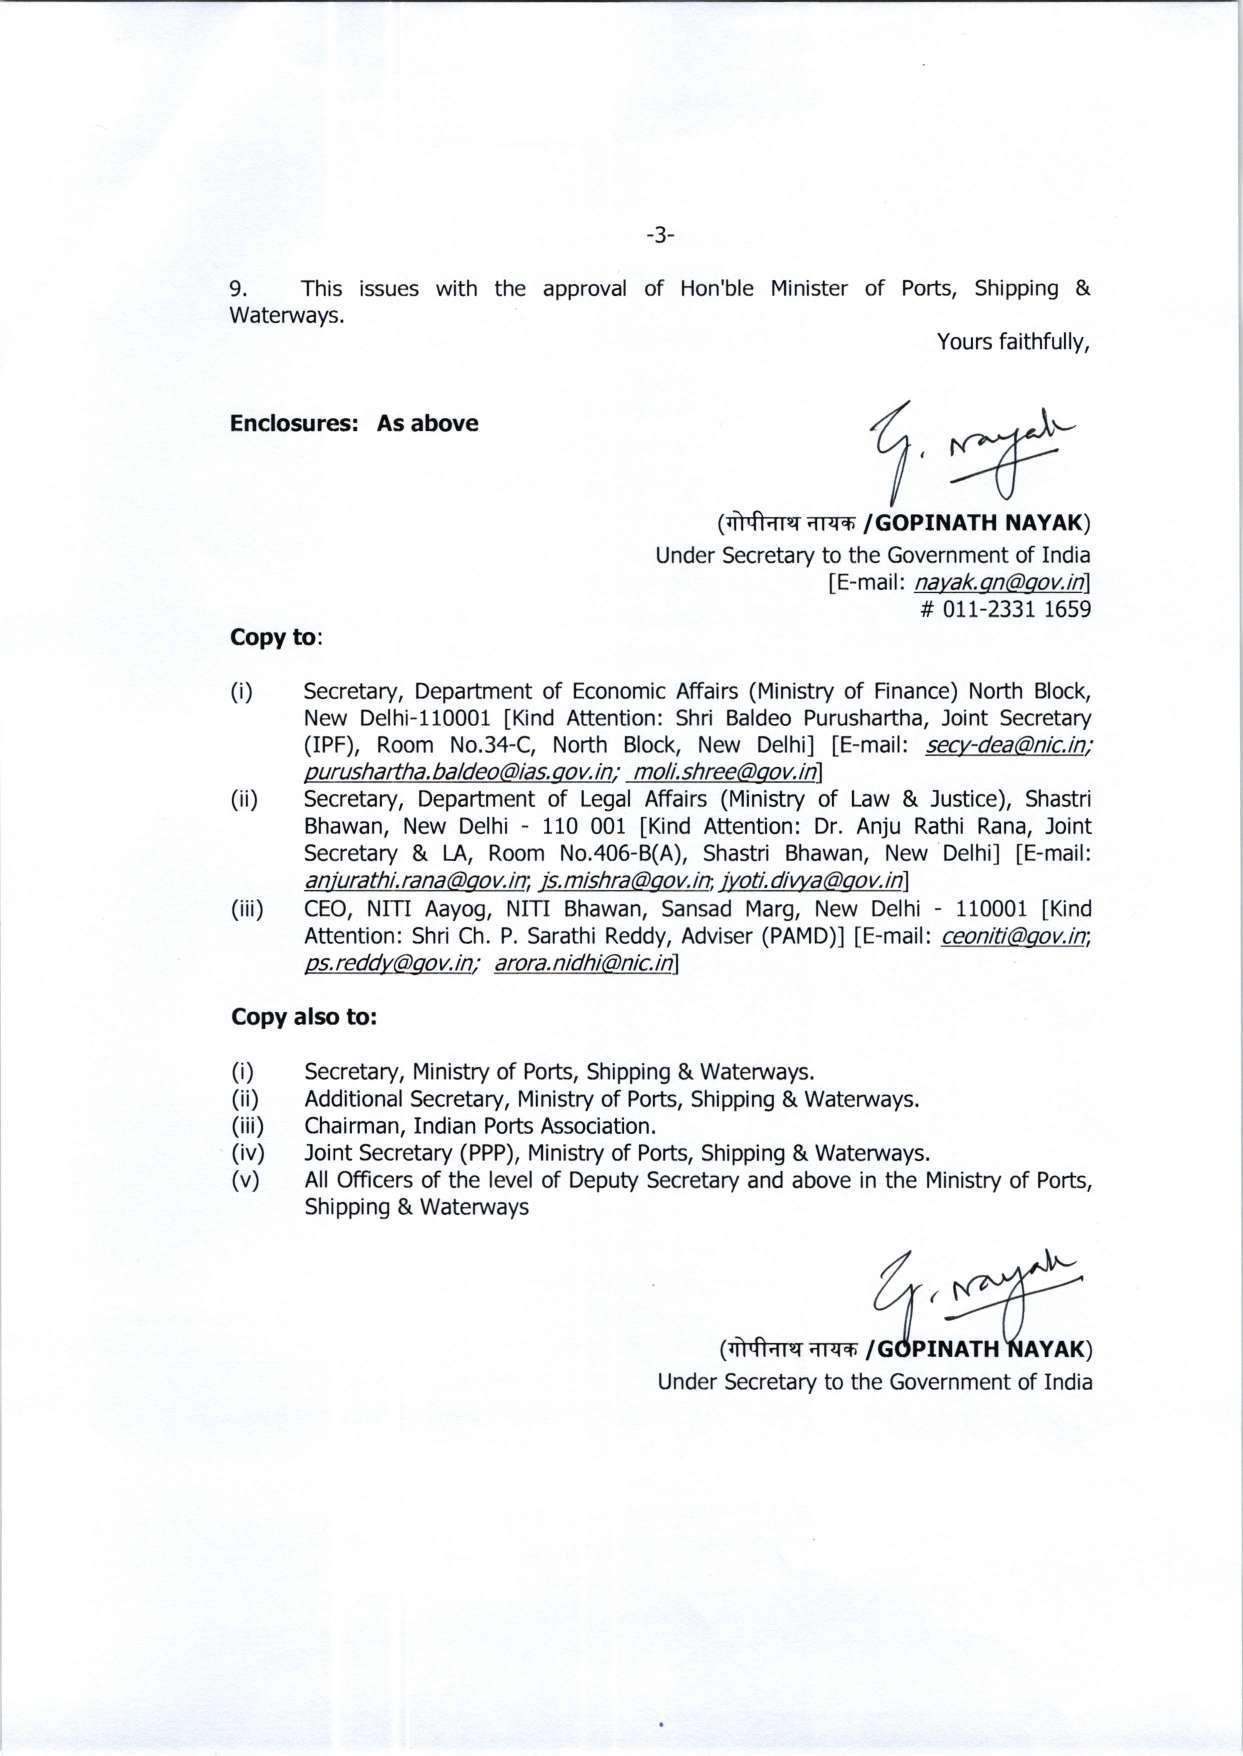 -3-
9. This issues with the approval of Hon'ble Minister of Ports, Shipping &
Waterways.
Yours faithfully,
Enclosures: As above
G. Nayak
(गोपीनाथ नायक /GOPINATH NAYAK)
Under Secretary to the Government of India
[E-mail: nayak.gn@gov.in]
# 011-2331 1659
Copy to:
(i) Secretary, Department of Economic Affairs (Ministry of Finance) North Block,
New Delhi-110001 [Kind Attention: Shri Baldeo Purushartha, Joint Secretary
(IPF), Room No.34-C, North Block, New Delhi] [E-mail: secy-dea@nic.in;
purushartha.baldeo@ias.gov.in; moli.shree@gov.in]
(ii) Secretary, Department of Legal Affairs (Ministry of Law & Justice), Shastri
Bhawan, New Delhi - 110 001 [Kind Attention: Dr. Anju Rathi Rana, Joint
Secretary & LA, Room No.406-B(A), Shastri Bhawan, New Delhi] [E-mail:
anjurathi.rana@gov.in; js.mishra@gov.in; jyoti.divya@gov.in]
(iii) CEO, NITI Aayog, NITI Bhawan, Sansad Marg, New Delhi - 110001 [Kind
Attention: Shri Ch. P. Sarathi Reddy, Adviser (PAMD)] [E-mail: ceoniti@gov.in;
ps.reddy@gov.in; arora.nidhi@nic.in]
Copy also to:
(i) Secretary, Ministry of Ports, Shipping & Waterways.
(ii) Additional Secretary, Ministry of Ports, Shipping & Waterways.
(iii) Chairman, Indian Ports Association.
(iv) Joint Secretary (PPP), Ministry of Ports, Shipping & Waterways.
(v) All Officers of the level of Deputy Secretary and above in the Ministry of Ports,
Shipping & Waterways
G. Nayak
(गोपीनाथ नायक /GOPINATH NAYAK)
Under Secretary to the Government of India